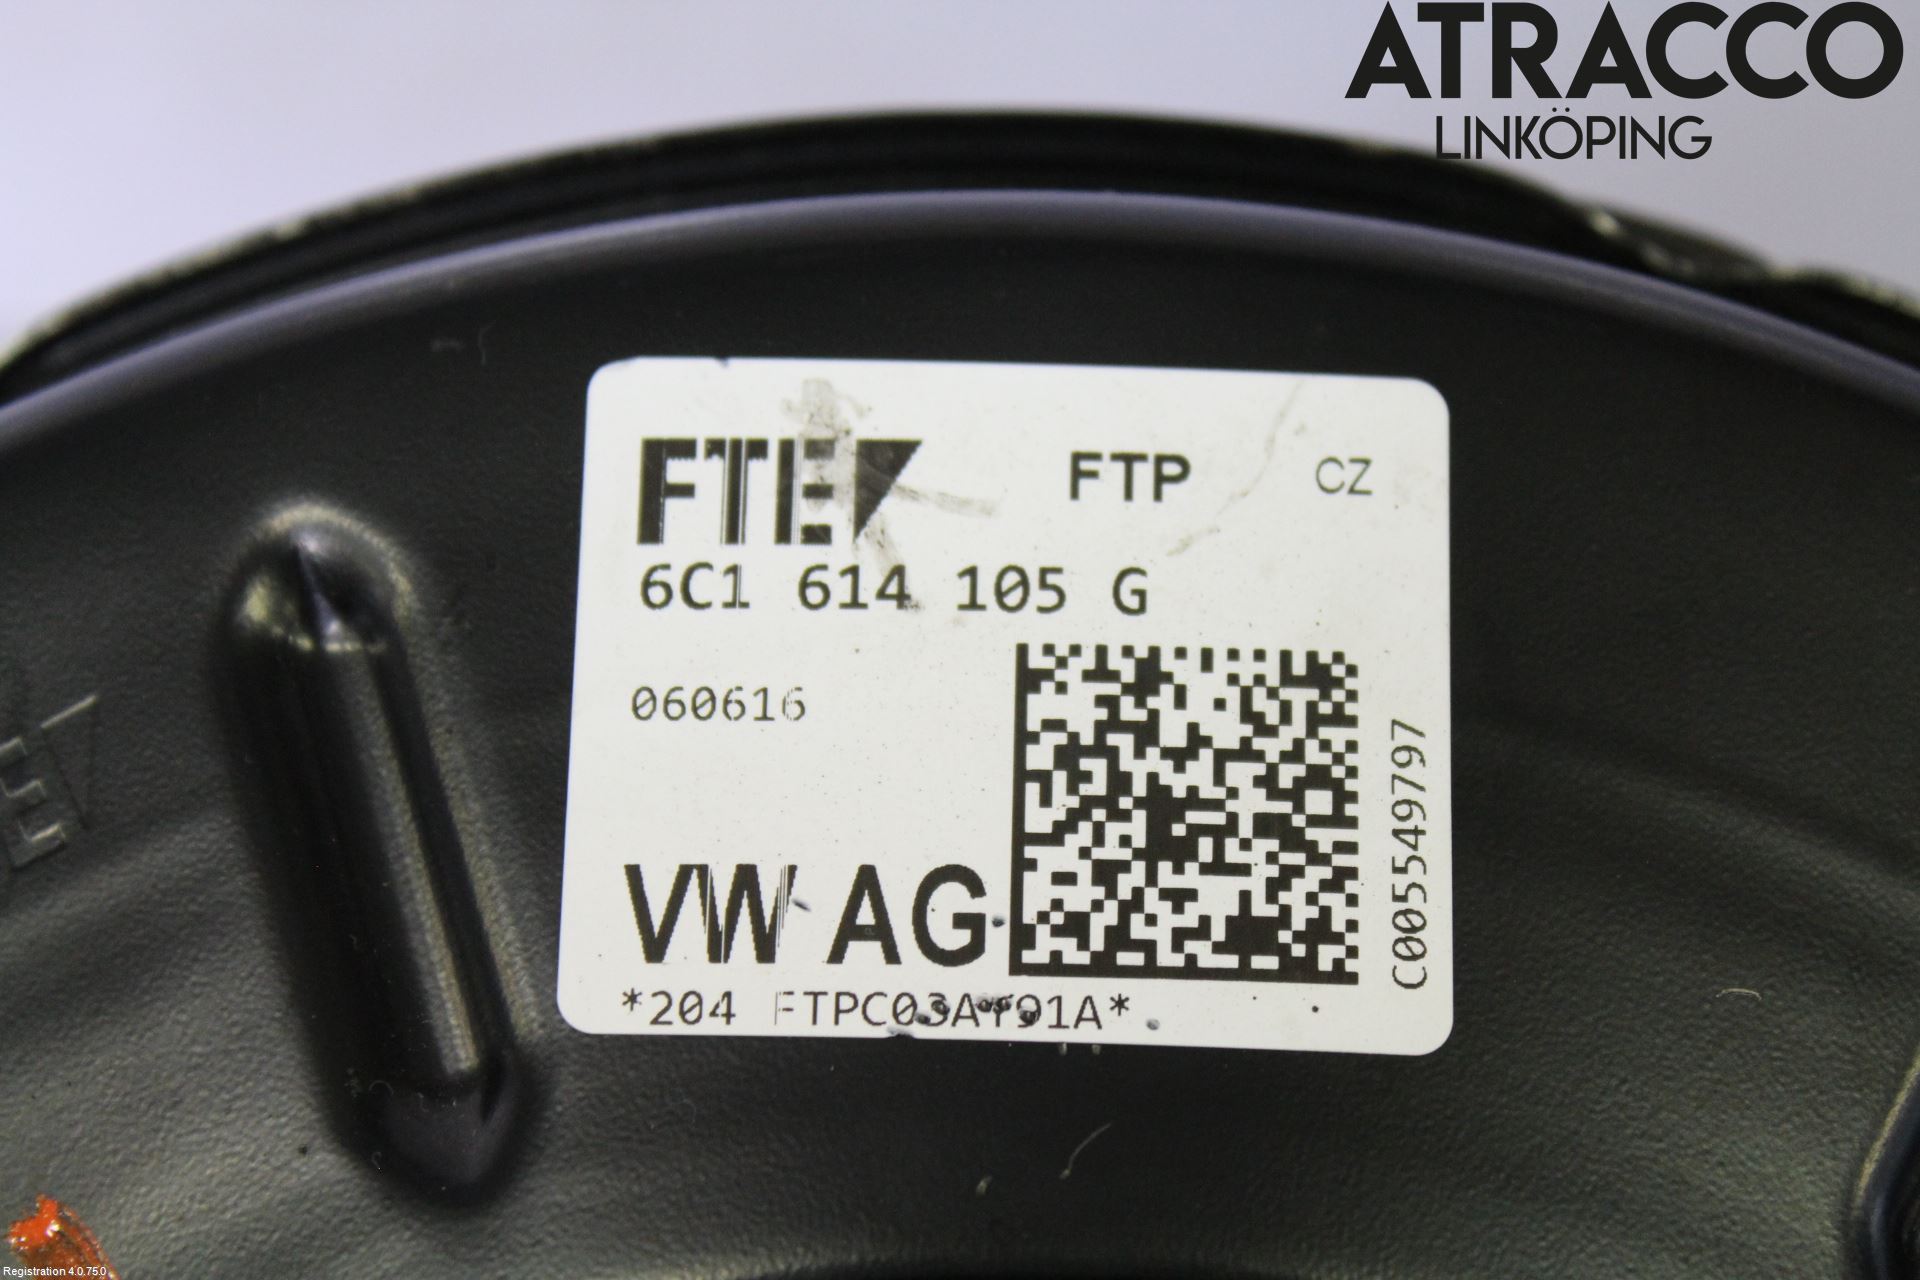 ATRACCO
LINKÖPING
FTE FTP CZ
6C1 614 105 G
060616
C005549797
VW AG
*204 FTPC03AY91A*
FTE
Registration 4.0.75.0